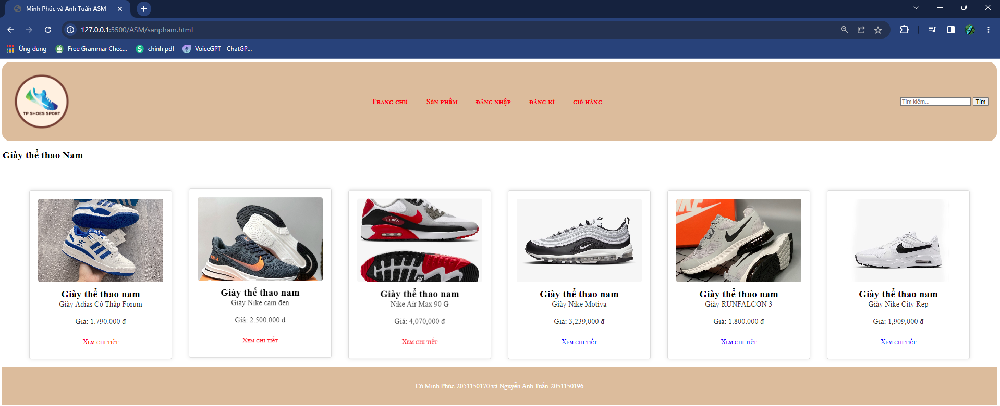 Minh Phúc và Anh Tuấn ASM
127.0.0.1:5500/ASM/sanpham.html
Ứng dụng
Free Grammar Chec...
chỉnh pdf
VoiceGPT - ChatGP...
TP SHOES SPORT
Trang chủ
Sản phẩm
đăng nhập
đăng kí
giỏ hàng
Tìm kiếm...
Tìm
Giày thể thao Nam
Giày thể thao nam
Giày Adias Cổ Thấp Forum
Giá: 1.790.000 đ
Xem chi tiết
Giày thể thao nam
Giày Nike cam đen
Giá: 2.500.000 đ
Xem chi tiết
AIR MAX
Giày thể thao nam
Nike Air Max 90 G
Giá: 4,070,000 đ
Xem chi tiết
Giày thể thao nam
Giày Nike Motiva
Giá: 3,239,000 đ
Xem chi tiết
NIKE
Giày thể thao nam
Giày RUNFALCON 3
Giá: 1.800.000 đ
Xem chi tiết
Giày thể thao nam
Giày Nike City Rep
Giá: 1,909,000 đ
Xem chi tiết
Cù Minh Phúc-2051150170 và Nguyễn Anh Tuấn-2051150196